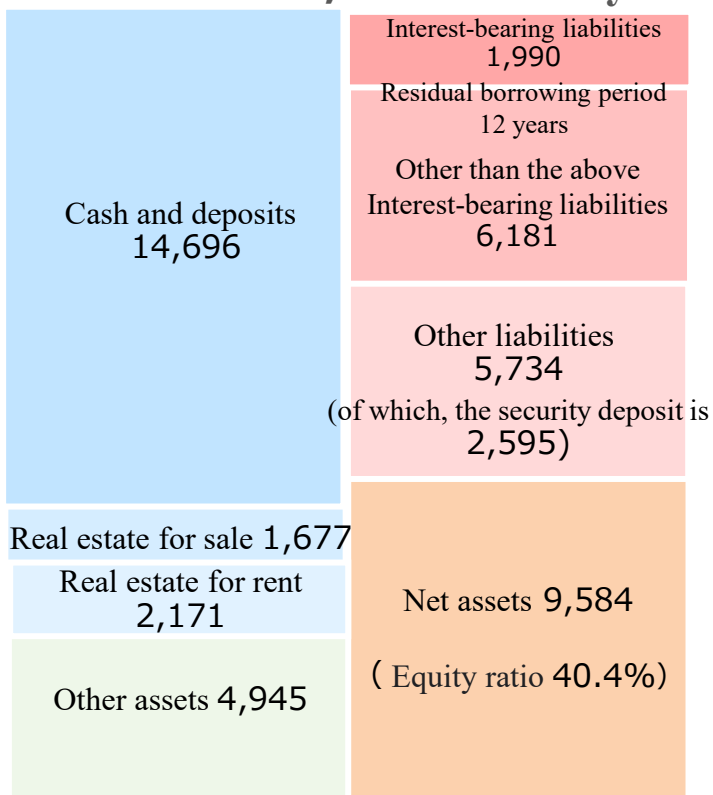 Cash and deposits
14,696
Real estate for sale 1,677
Real estate for rent
2,171
Other assets 4,945
Interest-bearing liabilities
1,990
Residual borrowing period
12 years
Other than the above
Interest-bearing liabilities
6,181
Other liabilities
5,734
(of which, the security deposit is
2,595)
Net assets 9,584
( Equity ratio 40.4%)